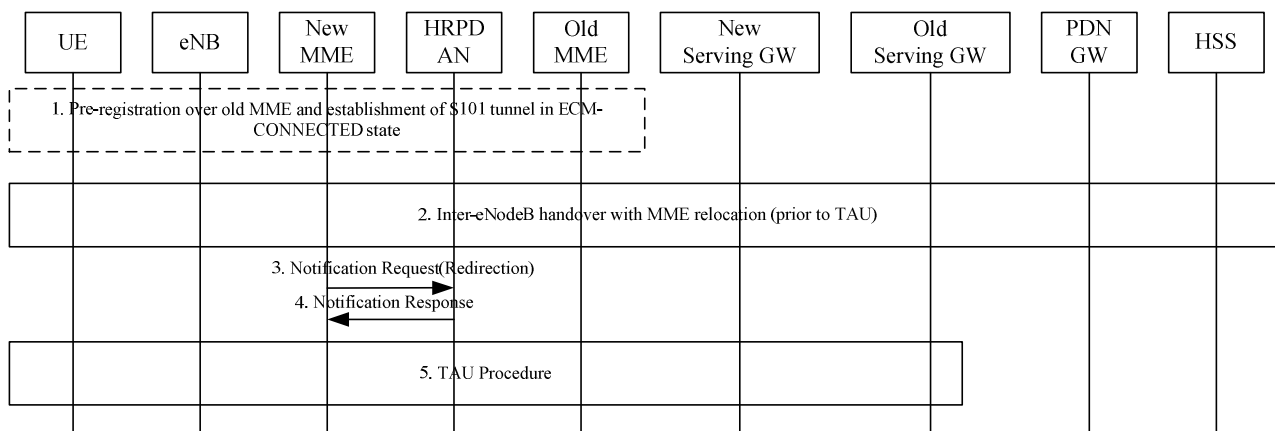 UE
eNB
New
MME
HRPD
AN
Old
MME
New
Serving GW
Old
Serving GW
PDN
GW
HSS
1. Pre-registration over old MME and establishment of S101 tunnel in ECM-
CONNECTED state
2. Inter-eNodeB handover with MME relocation (prior to TAU)
3. Notification Request(Redirection)
4. Notification Response
5. TAU Procedure